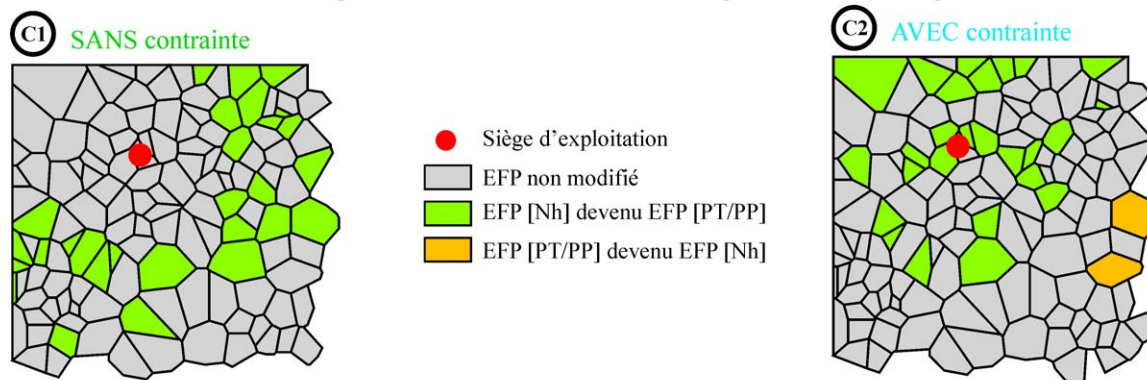 C1 SANS contrainte
C2 AVEC contrainte
Siège d'exploitation
EFP non modifié
EFP [Nh] devenu EFP [PT/PP]
EFP [PT/PP] devenu EFP [Nh]